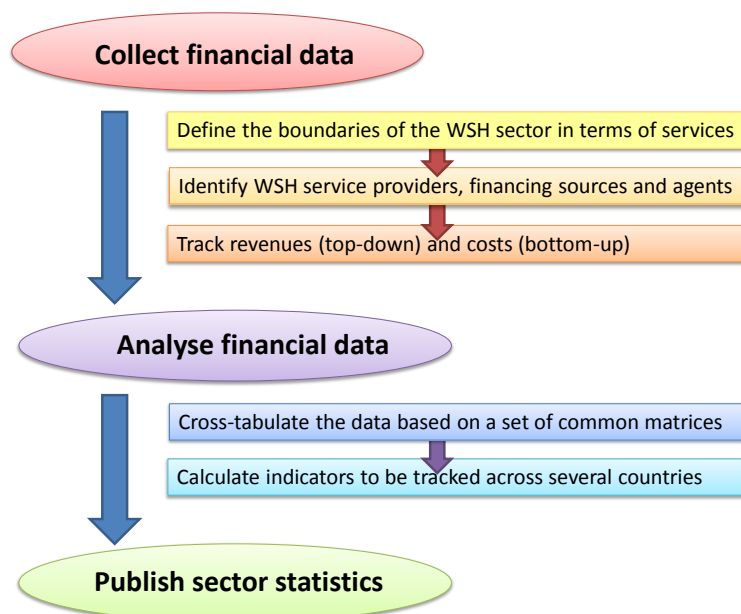 Collect financial data
Define the boundaries of the WSH sector in terms of services
Identify WSH service providers, financing sources and agents
Track revenues (top-down) and costs (bottom-up)
Analyse financial data
Cross-tabulate the data based on a set of common matrices
Calculate indicators to be tracked across several countries
Publish sector statistics